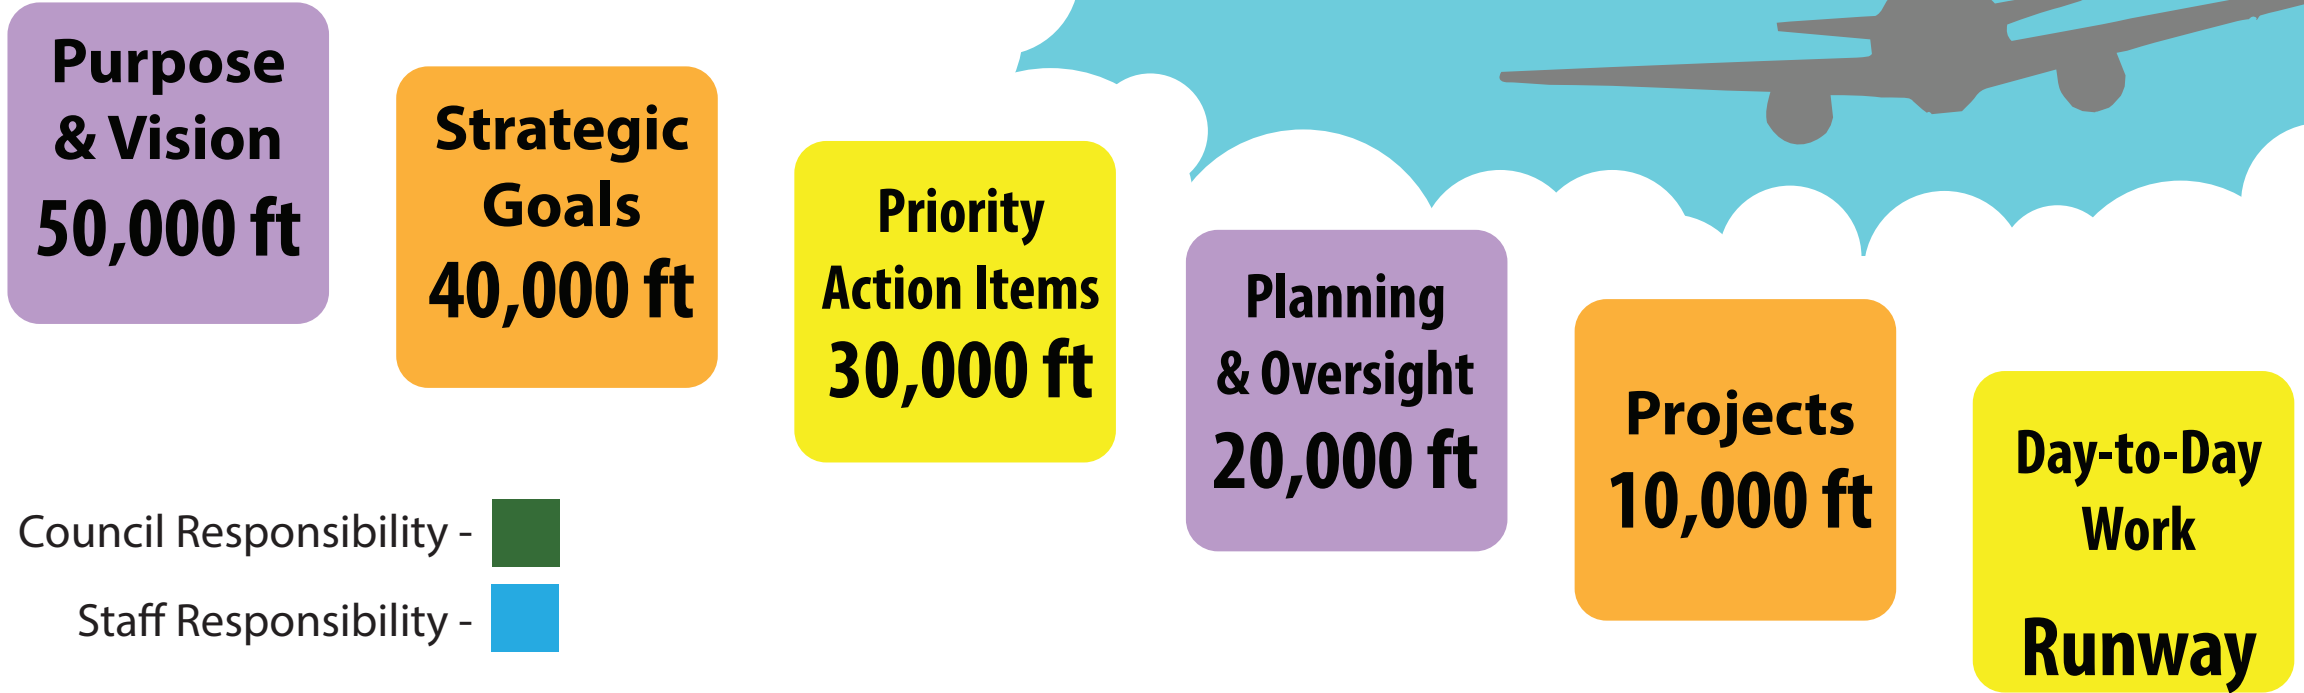 Purpose
& Vision
50,000 ft
Strategic
Goals
40,000 ft
Priority
Action Items
30,000 ft
Planning
& Oversight
20,000 ft
Projects
10,000 ft
Day-to-Day
Work
Runway
Council Responsibility -
Staff Responsibility -